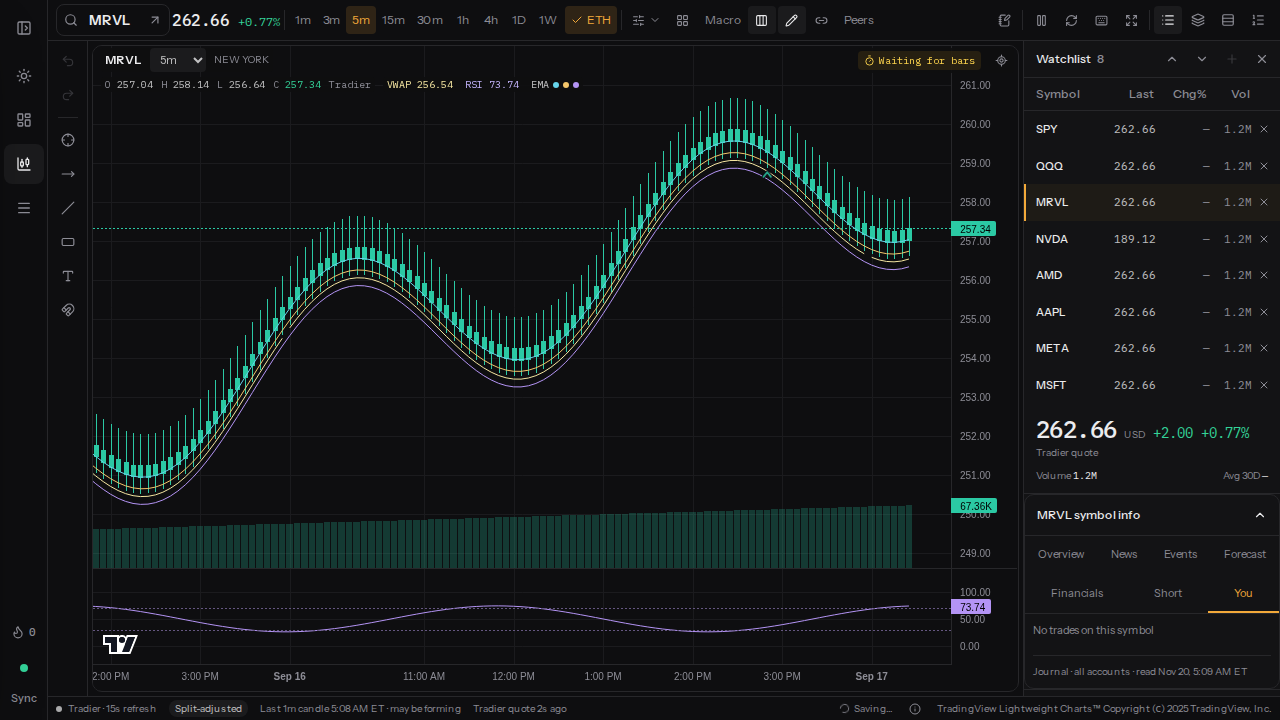 MRVL 262.66 +0.77% 1m 3m 5m 15m 30m 1h 4h 1D 1W ETH Macro Peers
MRVL 5m NEW YORK Waiting for bars
O 257.04 H 258.14 L 256.64 C 257.34 Tradier VWAP 256.54 RSI 73.74 EMA
261.00
260.00
259.00
258.00
257.34
257.00
256.00
255.00
254.00
253.00
252.00
251.00
67.36K
250.00
249.00
100.00
73.74
50.00
0.00
2:00 PM 3:00 PM Sep 16 11:00 AM 12:00 PM 1:00 PM 2:00 PM 3:00 PM Sep 17
Watchlist 8
Symbol Last Chg% Vol
SPY 262.66 — 1.2M
QQQ 262.66 — 1.2M
MRVL 262.66 — 1.2M
NVDA 189.12 — 1.2M
AMD 262.66 — 1.2M
AAPL 262.66 — 1.2M
META 262.66 — 1.2M
MSFT 262.66 — 1.2M
262.66 USD +2.00 +0.77%
Tradier quote
Volume 1.2M Avg 30D —
MRVL symbol info
Overview News Events Forecast
Financials Short You
No trades on this symbol
Journal · all accounts · read Nov 20, 5:09 AM ET
0
Sync
Tradier · 15s refresh Split-adjusted Last 1m candle 5:08 AM ET · may be forming Tradier quote 2s ago Saving... TradingView Lightweight Charts™ Copyright (c) 2025 TradingView, Inc.